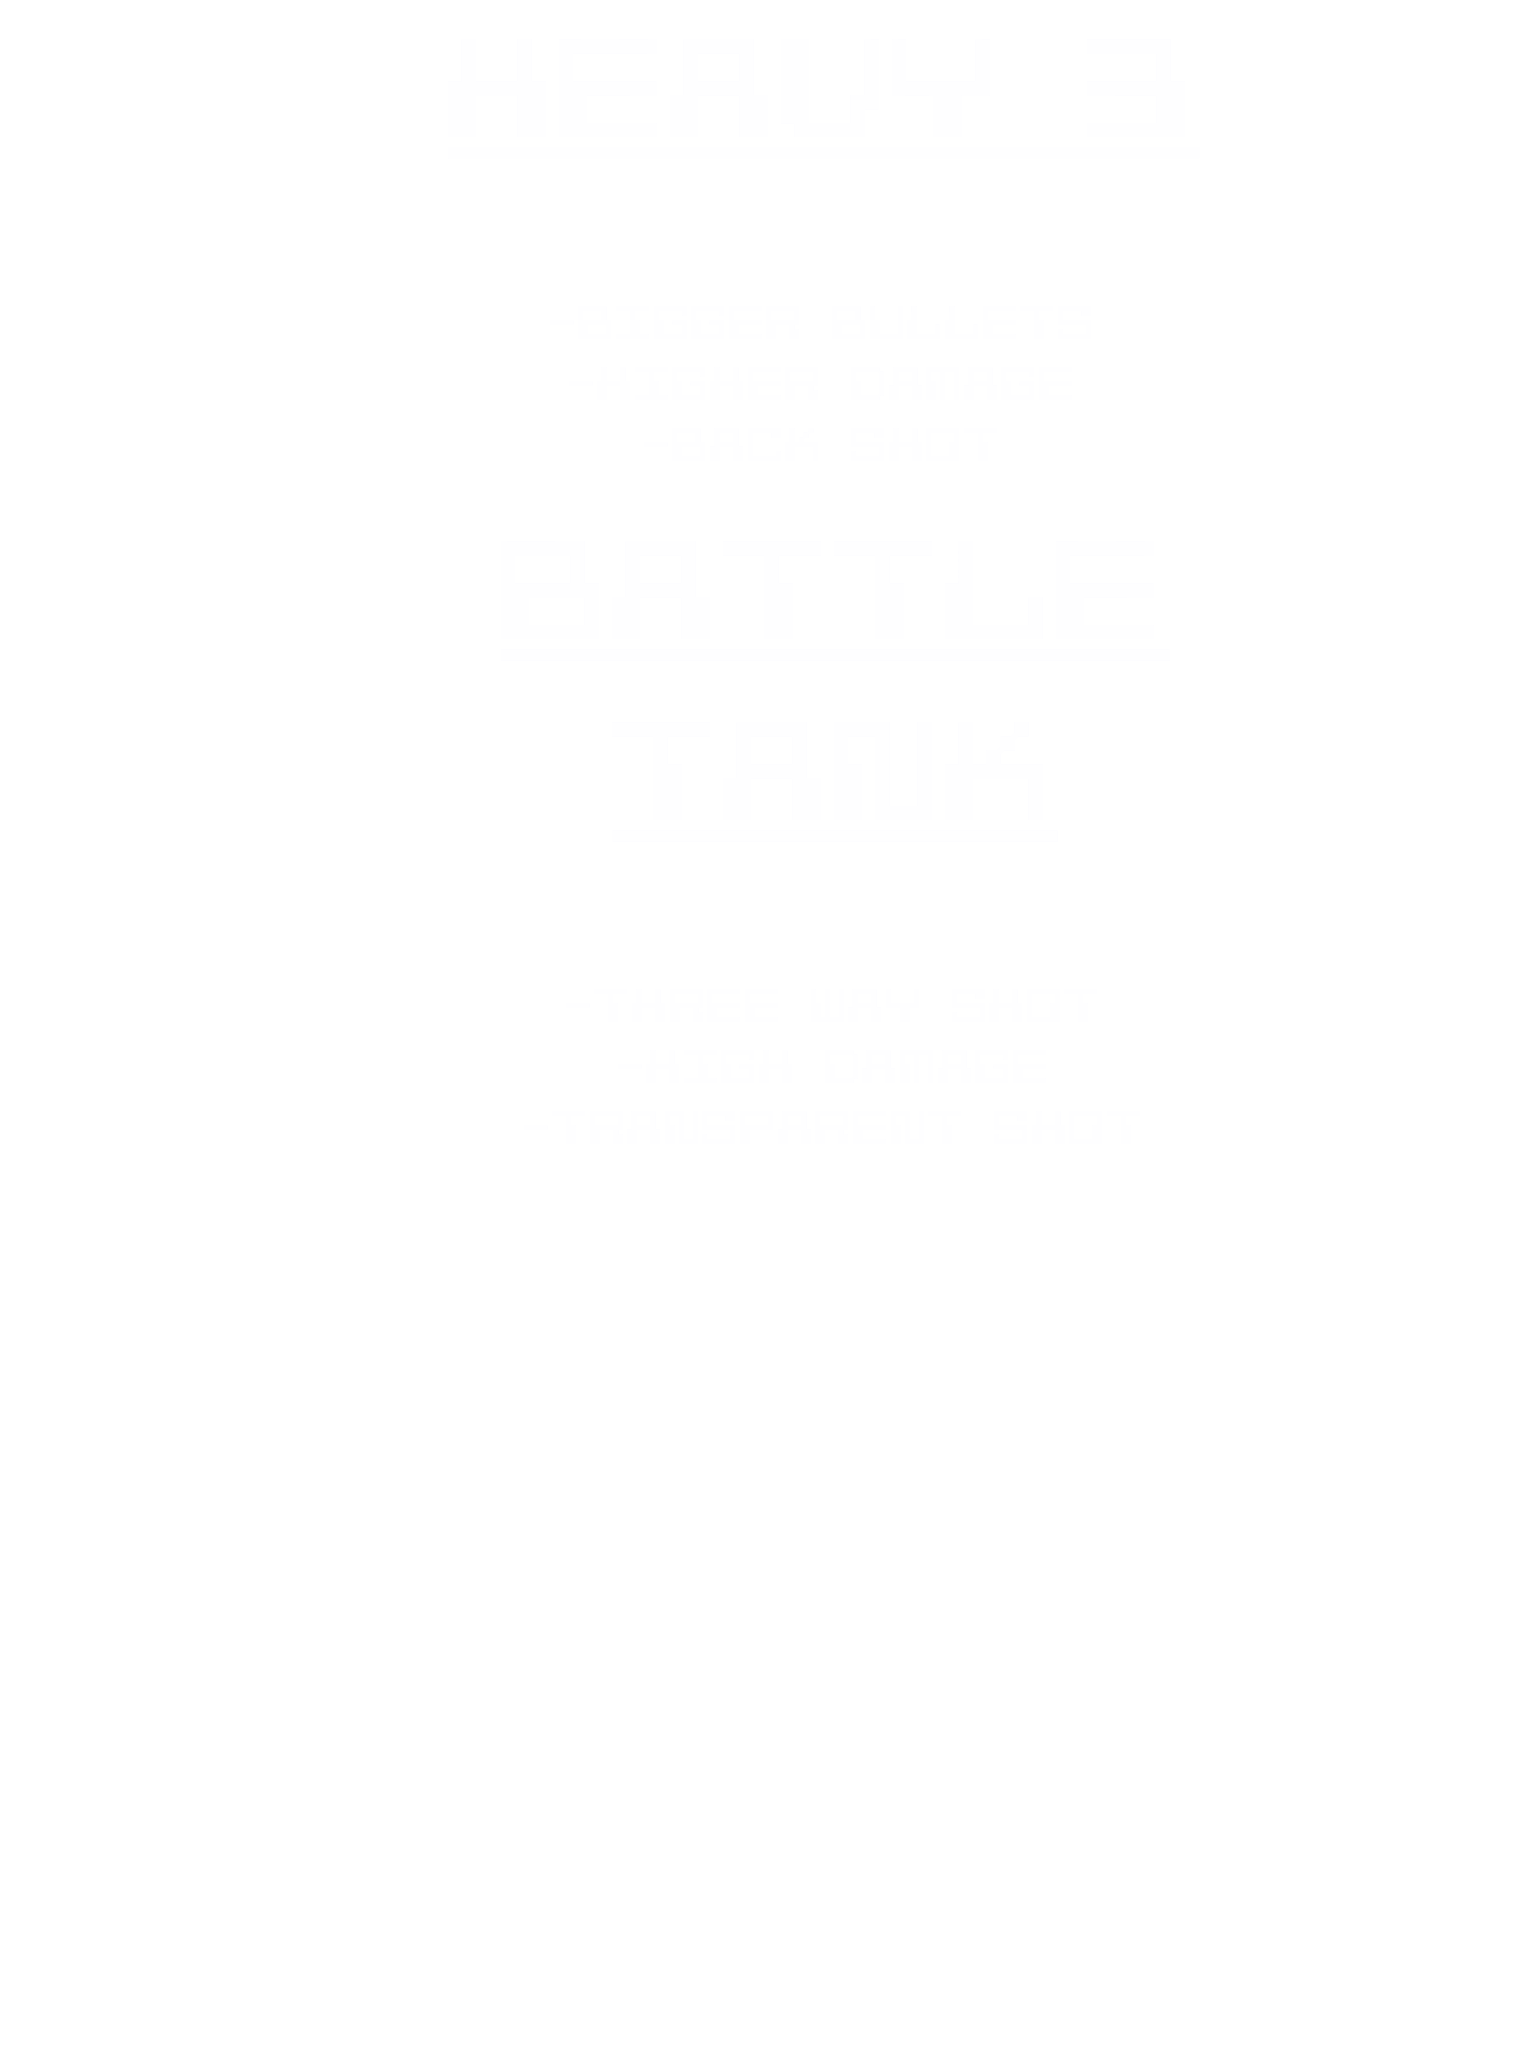 HEAVY 3
-BIGGER BULLETS
-HIGHER DAMAGE
-BACK SHOT
BATTLE
TANK
-THREE WAY SHOT
-HIGH DAMAGE
-TRANSPARENT SHOT